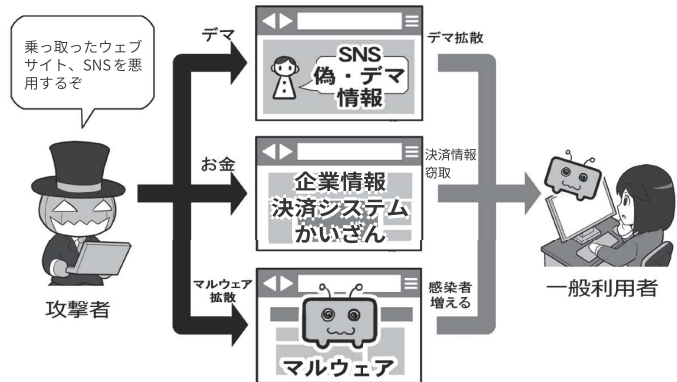 乗っ取ったウェブ
サイト、SNSを悪
用するぞ
攻撃者
デマ
SNS
偽・デマ
情報
デマ拡散
お金
企業情報
決済システム
かいざん
決済情報
窃取
マルウェア
拡散
マルウェア
感染者
増える
一般利用者